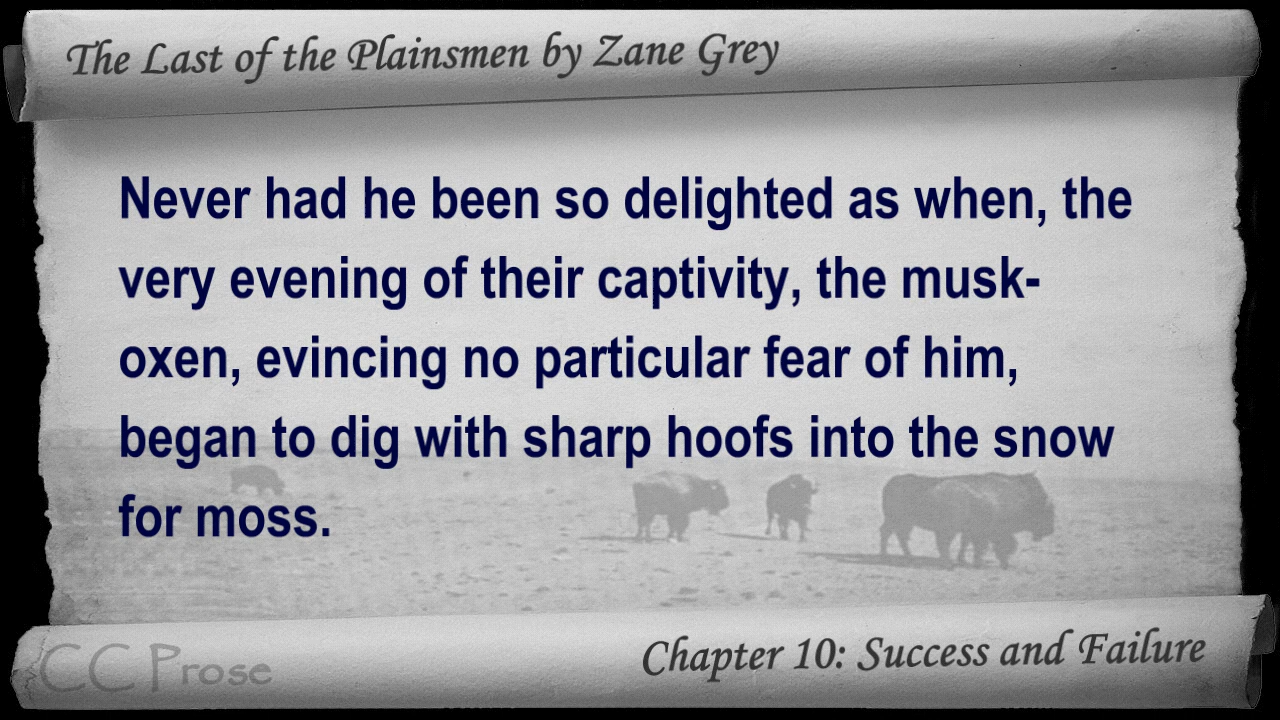 The Last of the Plainsmen by Zane Grey
Never had he been so delighted as when, the
very evening of their captivity, the musk-
oxen, evincing no particular fear of him,
began to dig with sharp hoofs into the snow
for moss.
CC Prose
Chapter 10: Success and Failure